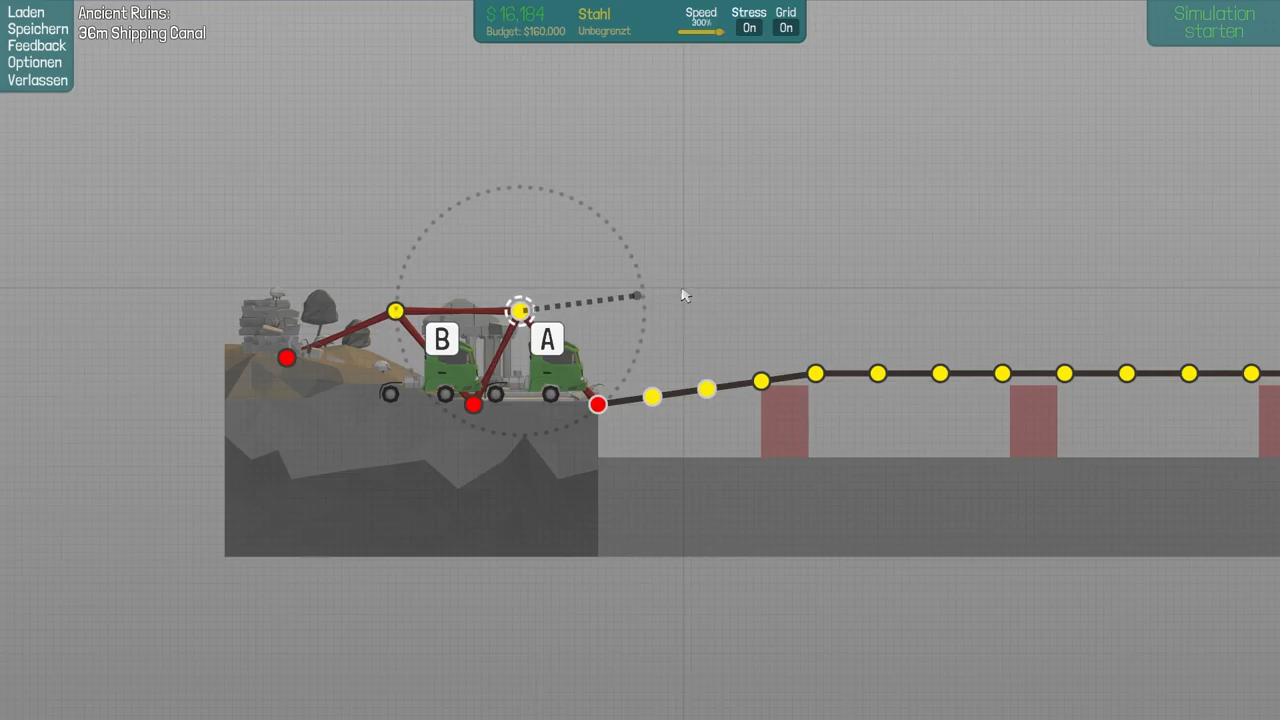 Laden
Speichern
Feedback
Optionen
Verlassen
Ancient Ruins:
36m Shipping Canal
$ 16,184
Budget: $160,000
Stahl
Unbegrenzt
Speed
300%
Stress
On
Grid
On
Simulation
starten
B
A